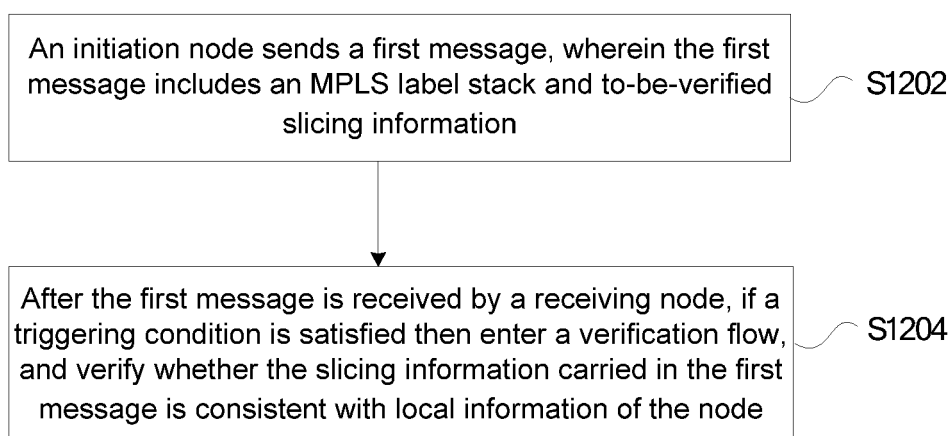 An initiation node sends a first message, wherein the first
message includes an MPLS label stack and to-be-verified
slicing information
S1202
After the first message is received by a receiving node, if a
triggering condition is satisfied then enter a verification flow,
and verify whether the slicing information carried in the first
message is consistent with local information of the node
S1204